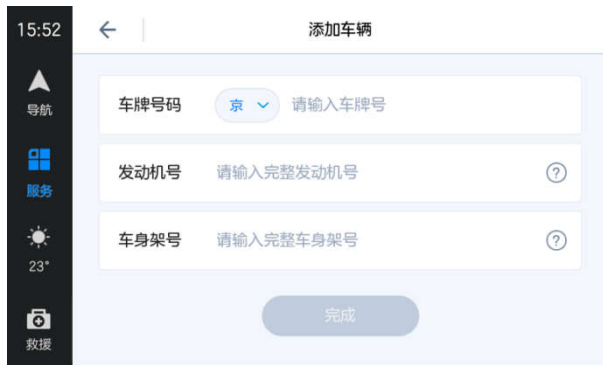 15:52
添加车辆
导航
服务
23°
救援
车牌号码 京 请输入车牌号
发动机号 请输入完整发动机号 ?
车身架号 请输入完整车身架号 ?
完成